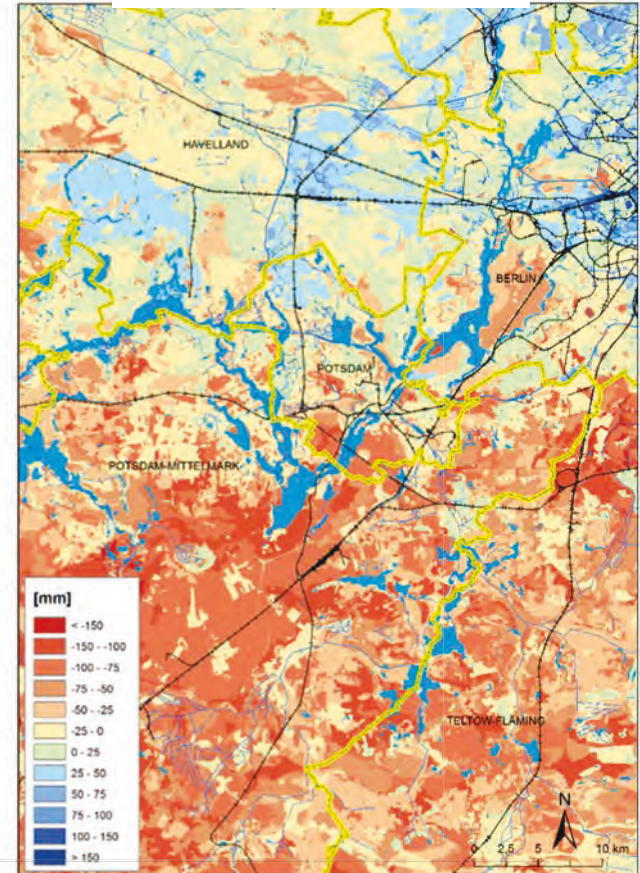 HAVELLAND
BERLIN
POTSDAM
POTSDAM-MITTELMARK
[mm]
< -150
-150 - -100
-100 - -75
-75 - -50
-50 - -25
-25 - 0
0 - 25
25 - 50
50 - 75
75 - 100
100 - 150
> 150
TELTOW-FLÄMING
N
0 2,5 5 10 km